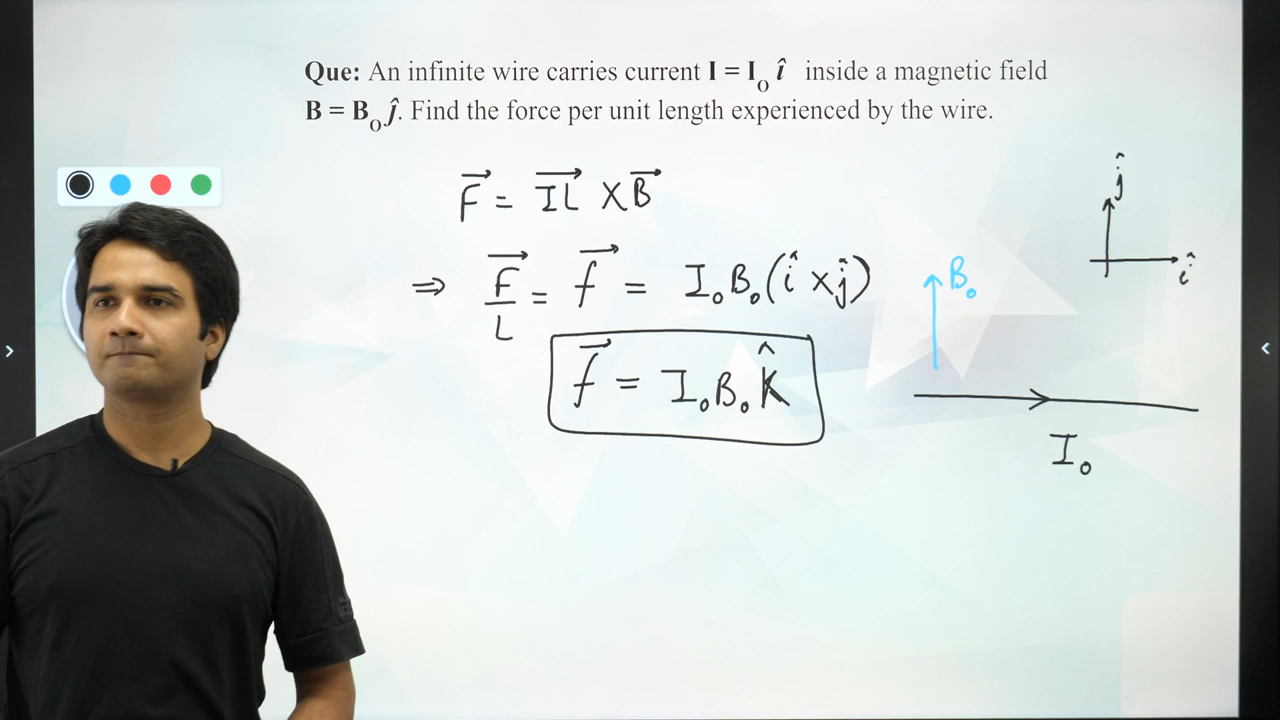 Que: An infinite wire carries current I = I₀ î inside a magnetic field
B = B₀ ĵ. Find the force per unit length experienced by the wire.
F⃗ = I⃗L × B⃗
⇒ F⃗/L = f⃗ = I₀B₀(î × ĵ)
f⃗ = I₀B₀K̂
ĵ
î
B₀
I₀